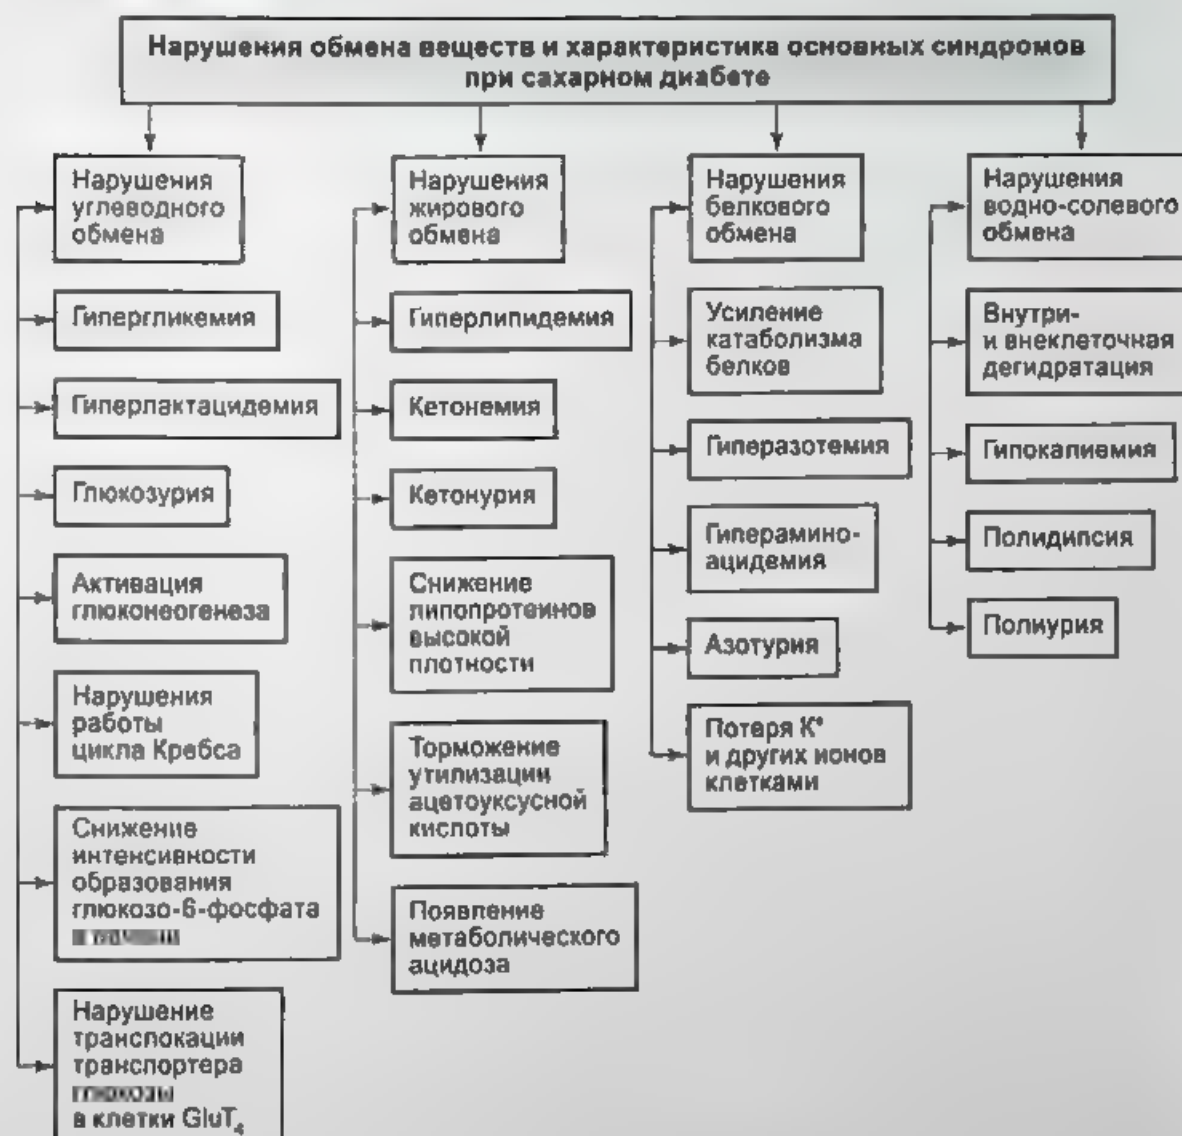 Нарушения обмена веществ и характеристика основных синдромов
при сахарном диабете
Нарушения
углеводного
обмена
Гипергликемия
Гиперлактацидемия
Глюкозурия
Активация
глюконеогенеза
Нарушения
работы
цикла Кребса
Снижение
интенсивности
образования
глюкозо-6-фосфата
Нарушение
транслокации
транспортера
глюкозы
в клетки GluT₄
Нарушения
жирового
обмена
Гиперлипидемия
Кетонемия
Кетонурия
Снижение
липопротеинов
высокой
плотности
Торможение
утилизации
ацетоуксусной
кислоты
Появление
метаболического
ацидоза
Нарушения
белкового
обмена
Усиление
катаболизма
белков
Гиперазотемия
Гиперамино-
ацидемия
Азотурия
Потеря К⁺
и других ионов
клетками
Нарушения
водно-солевого
обмена
Внутри-
и внеклеточная
дегидратация
Гипокалиемия
Полидипсия
Полиурия